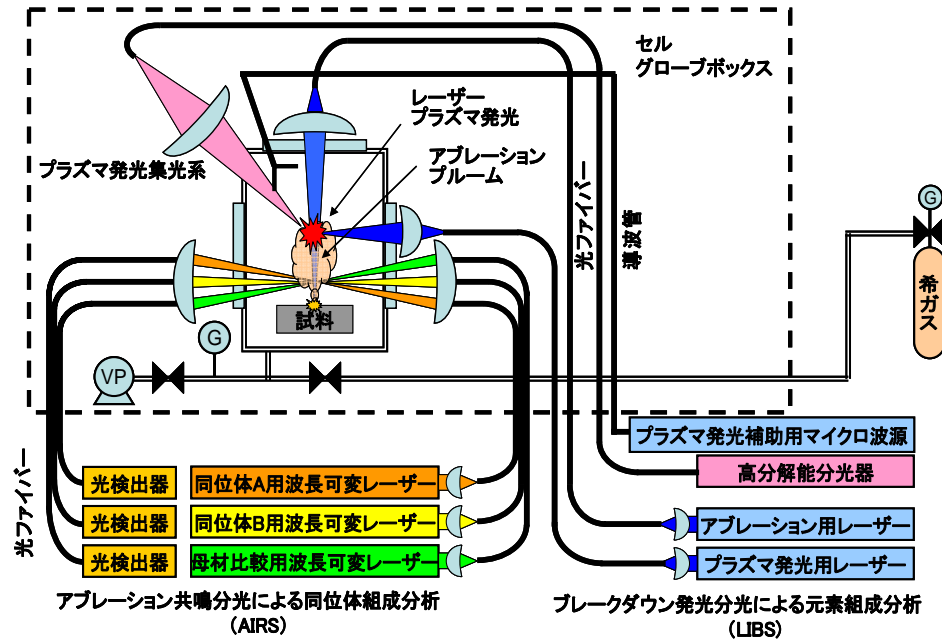 セル
グローブボックス
レーザー
プラズマ発光
アブレーション
プルーム
プラズマ発光集光系
光ファイバー
導波管
G
希ガス
試料
G
VP
光ファイバー
プラズマ発光補助用マイクロ波源
高分解能分光器
光検出器
同位体A用波長可変レーザー
光検出器
同位体B用波長可変レーザー
アブレーション用レーザー
光検出器
母材比較用波長可変レーザー
プラズマ発光用レーザー
アブレーション共鳴分光による同位体組成分析
(AIRS)
ブレークダウン発光分光による元素組成分析
(LIBS)